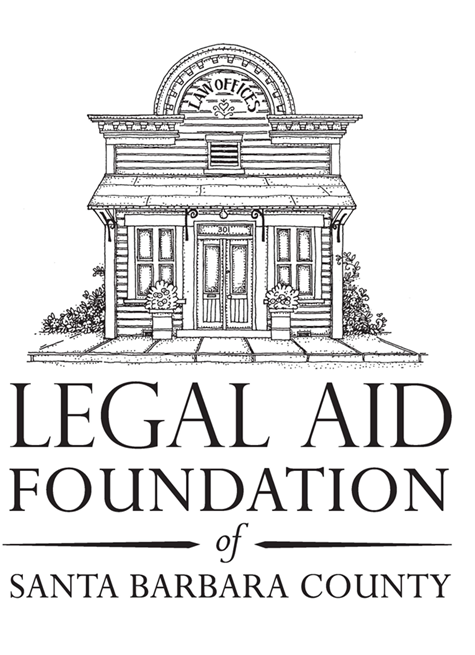 LAW OFFICES
301
LEGAL AID
FOUNDATION
of
SANTA BARBARA COUNTY